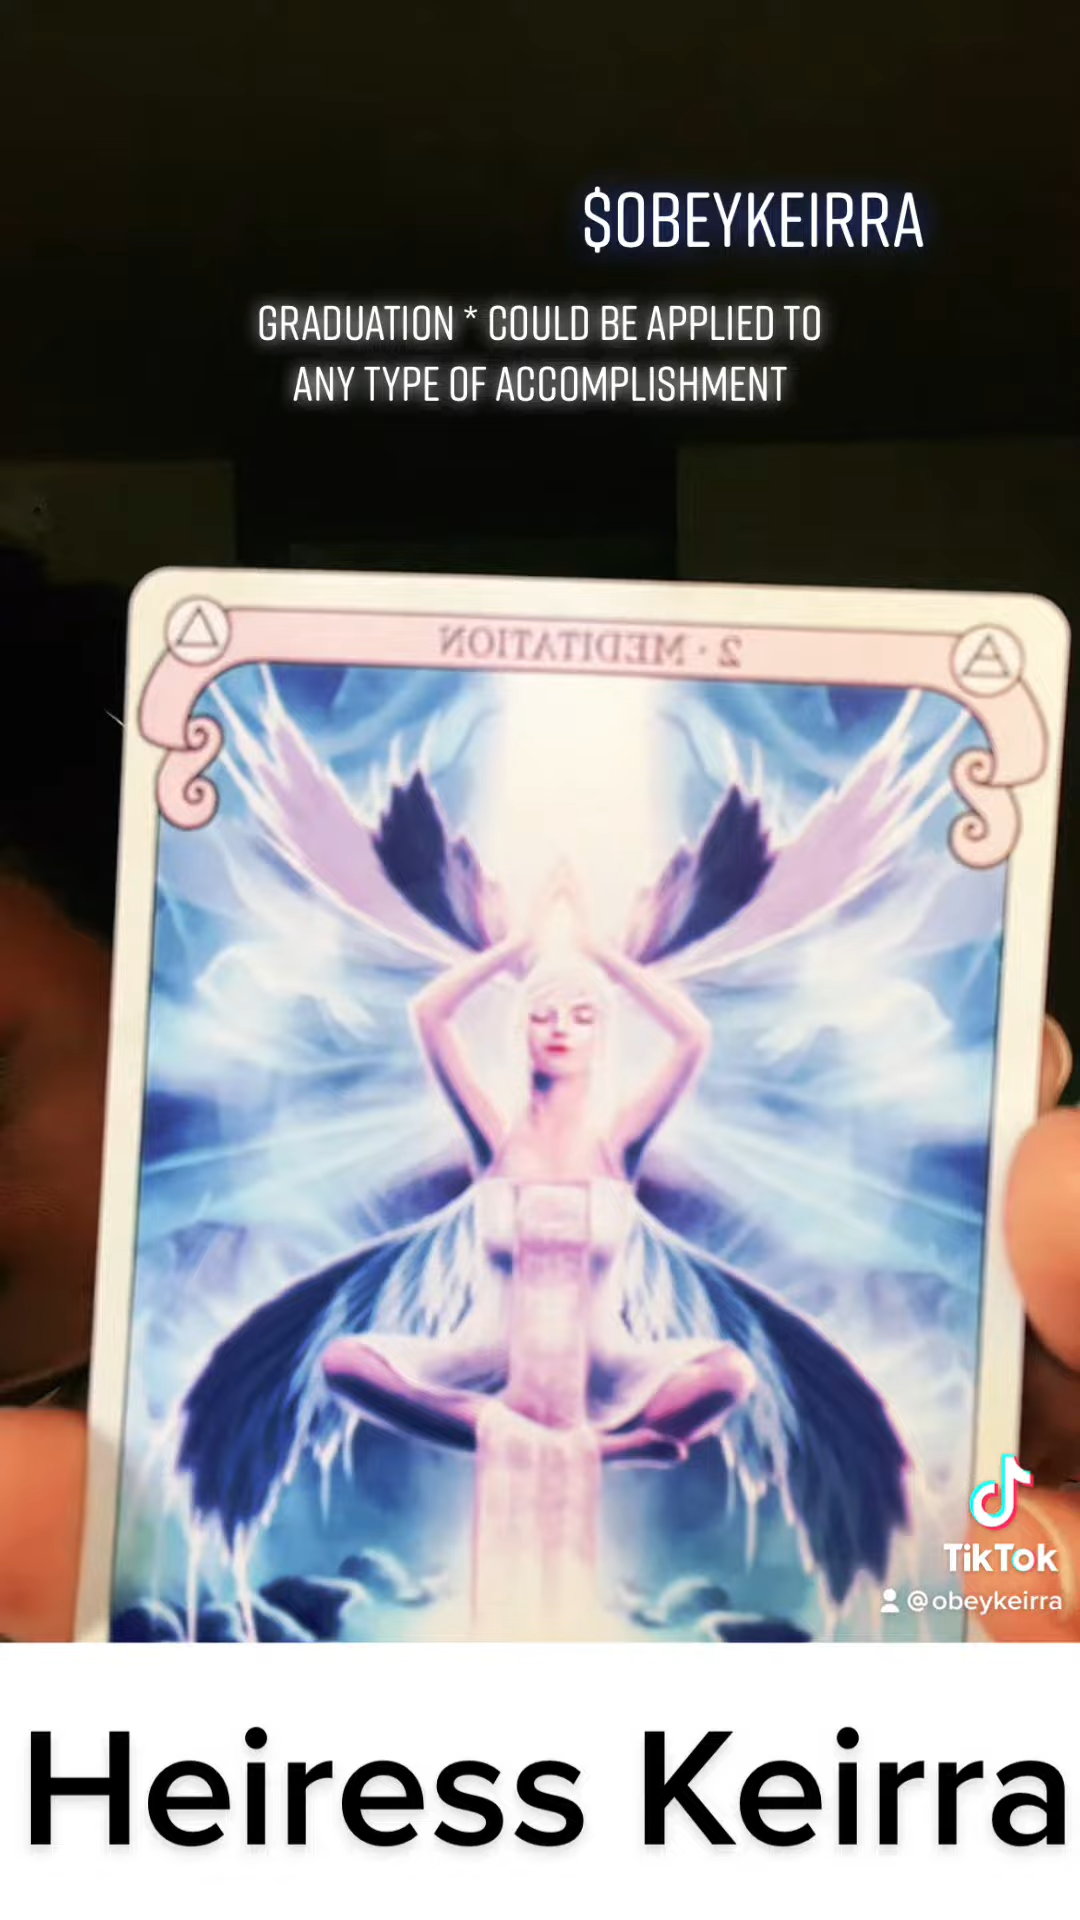 $OBEYKEIRRA
GRADUATION * COULD BE APPLIED TO
ANY TYPE OF ACCOMPLISHMENT
2 · MEDITATION
TikTok
@obeykeirra
Heiress Keirra